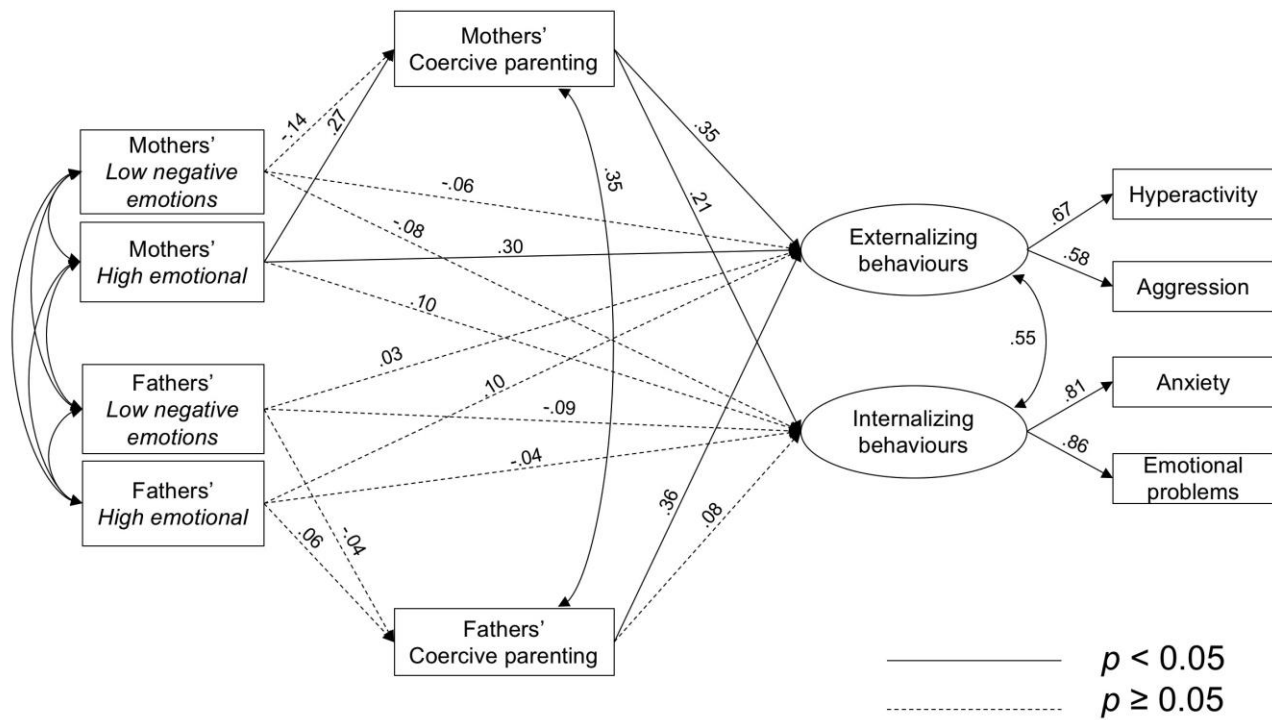 Mothers’
Coercive parenting
-.14
.27
.35
Mothers’
Low negative
emotions
-.06
.35
.21
Hyperactivity
.67
-.08
Mothers’
High emotional
.30
Externalizing
behaviours
.58
Aggression
.10
.55
.03
.10
Fathers’
Low negative
emotions
-.09
Anxiety
.81
Internalizing
behaviours
.86
-.04
Emotional
problems
Fathers’
High emotional
.36
.08
.06
-.04
Fathers’
Coercive parenting
p < 0.05
p ≥ 0.05